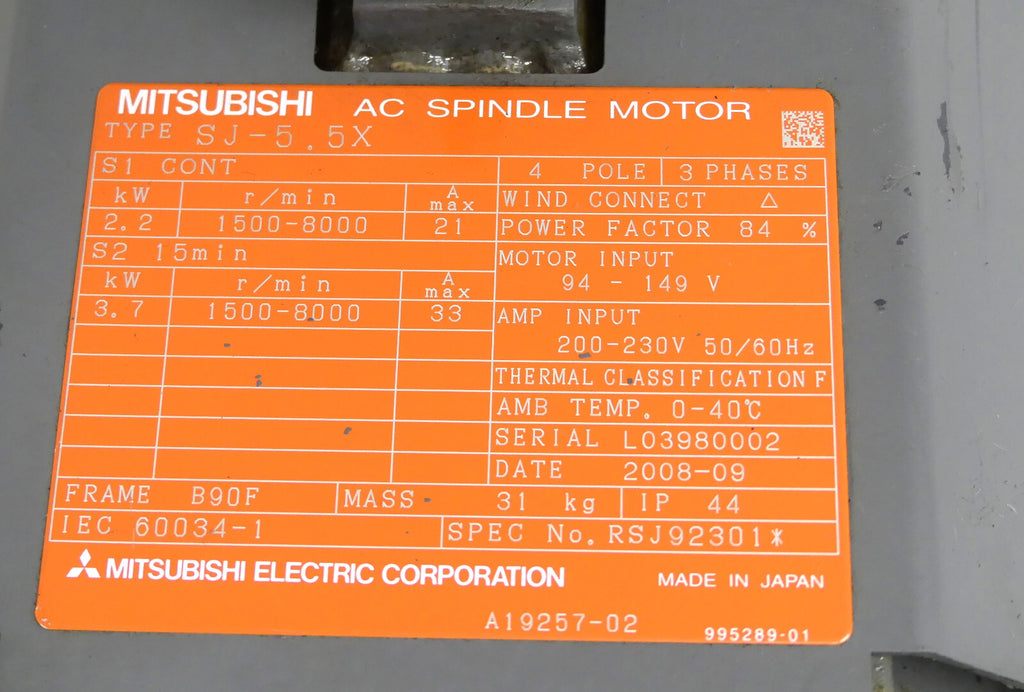 MITSUBISHI AC SPINDLE MOTOR
TYPE SJ-5.5X
S1 CONT
kW r/min A max
2.2 1500-8000 21
S2 15min
kW r/min A max
3.7 1500-8000 33
4 POLE 3 PHASES
WIND CONNECT △
POWER FACTOR 84 %
MOTOR INPUT
94 - 149 V
AMP INPUT
200-230V 50/60Hz
THERMAL CLASSIFICATION F
AMB TEMP. 0-40℃
SERIAL L03980002
DATE 2008-09
FRAME B90F MASS 31 kg IP 44
IEC 60034-1 SPEC No. RSJ92301*
MITSUBISHI ELECTRIC CORPORATION MADE IN JAPAN
A19257-02
995289-01